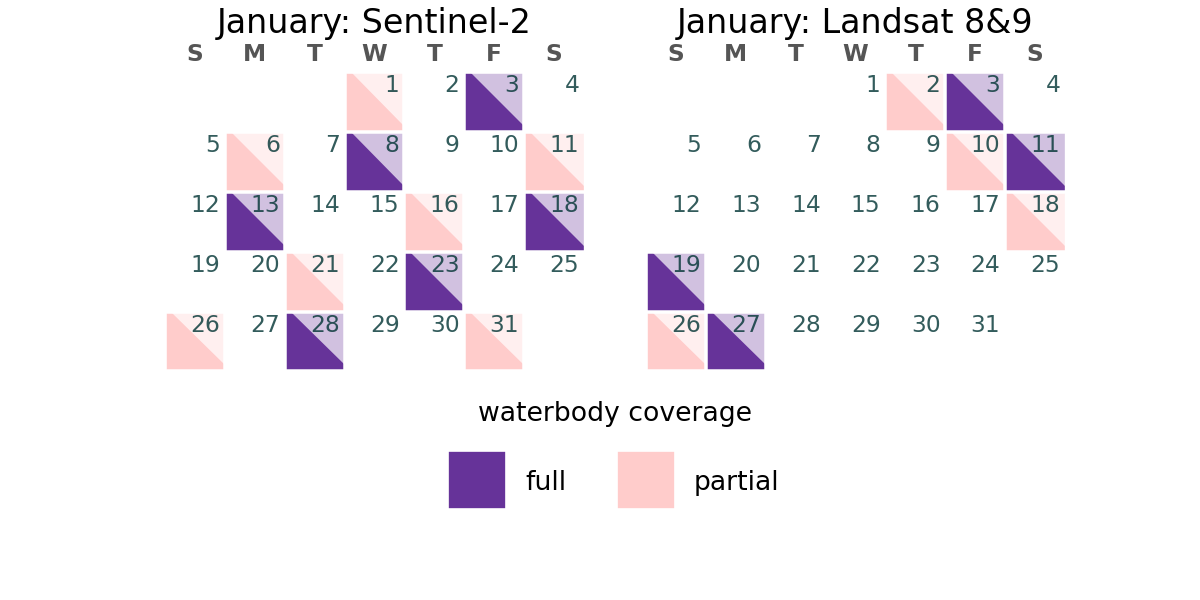 January: Sentinel-2
S M T W T F S
1 2 3 4
5 6 7 8 9 10 11
12 13 14 15 16 17 18
19 20 21 22 23 24 25
26 27 28 29 30 31
January: Landsat 8&9
S M T W T F S
1 2 3 4
5 6 7 8 9 10 11
12 13 14 15 16 17 18
19 20 21 22 23 24 25
26 27 28 29 30 31
waterbody coverage
full partial